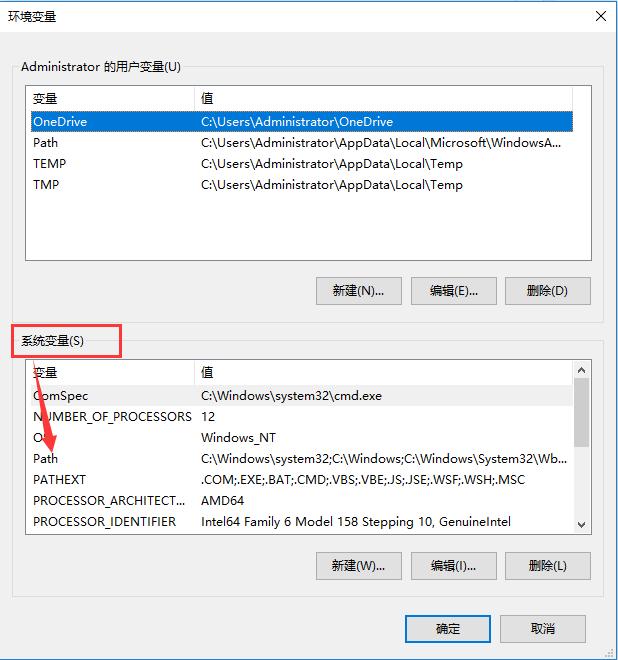 环境变量
Administrator 的用户变量(U)
变量 值
OneDrive C:\Users\Administrator\OneDrive
Path C:\Users\Administrator\AppData\Local\Microsoft\WindowsA...
TEMP C:\Users\Administrator\AppData\Local\Temp
TMP C:\Users\Administrator\AppData\Local\Temp
新建(N)... 编辑(E)... 删除(D)
系统变量(S)
变量 值
ComSpec C:\Windows\system32\cmd.exe
NUMBER_OF_PROCESSORS 12
OS Windows_NT
Path C:\Windows\system32;C:\Windows;C:\Windows\System32\Wb...
PATHEXT .COM;.EXE;.BAT;.CMD;.VBS;.VBE;.JS;.JSE;.WSF;.WSH;.MSC
PROCESSOR_ARCHITECT... AMD64
PROCESSOR_IDENTIFIER Intel64 Family 6 Model 158 Stepping 10, GenuineIntel
新建(W)... 编辑(I)... 删除(L)
确定 取消